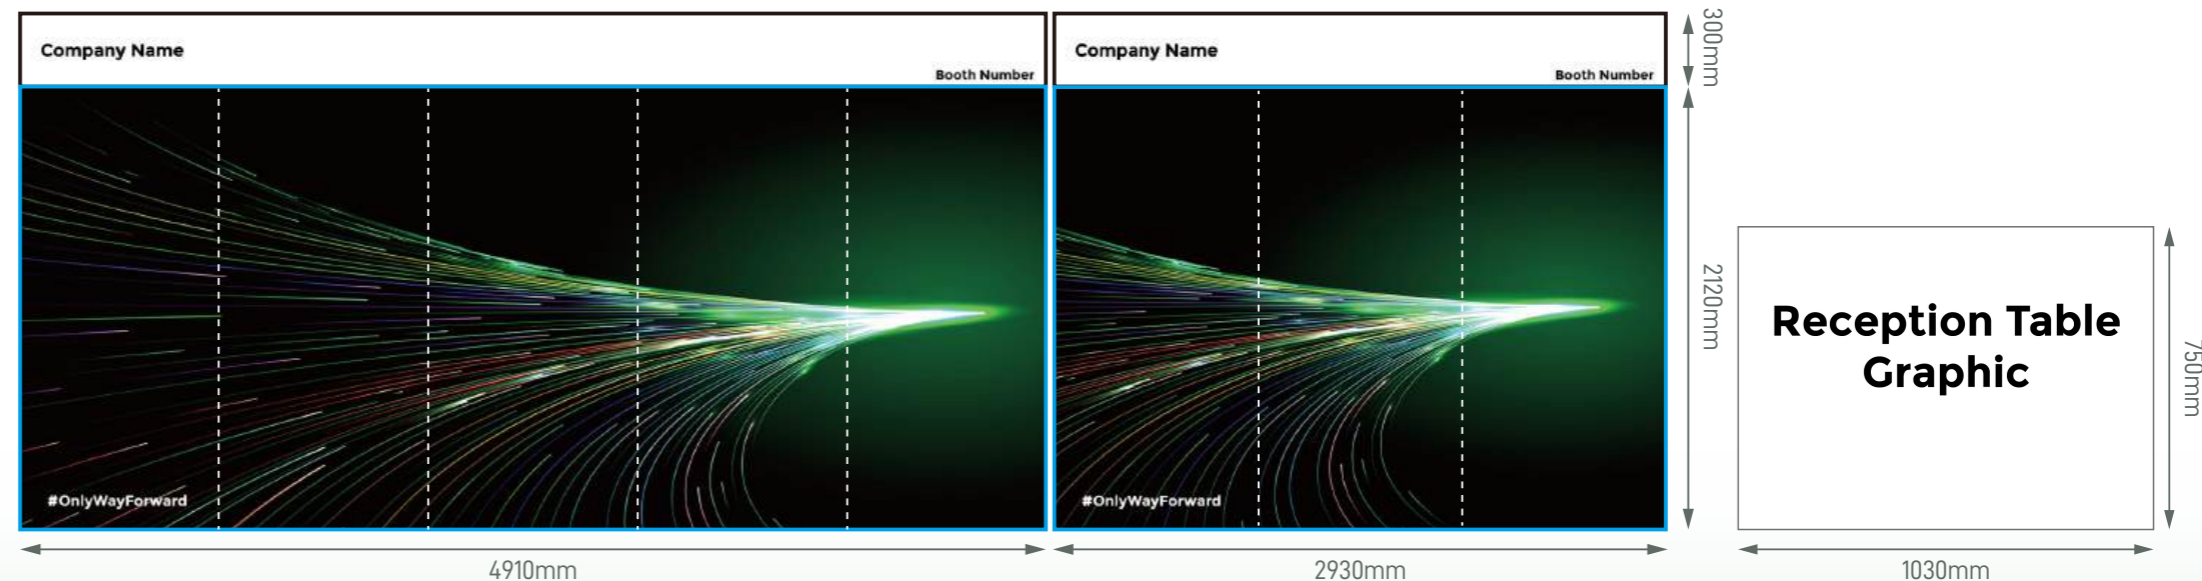 Company Name
Booth Number
#OnlyWayForward
4910mm
Company Name
Booth Number
#OnlyWayForward
2930mm
300mm
2120mm
Reception Table
Graphic
750mm
1030mm